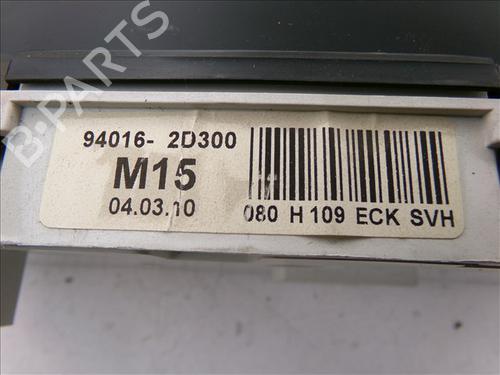 B-PARTS
94016- 2D300
M15
04.03.10
080 H 109 ECK SVH